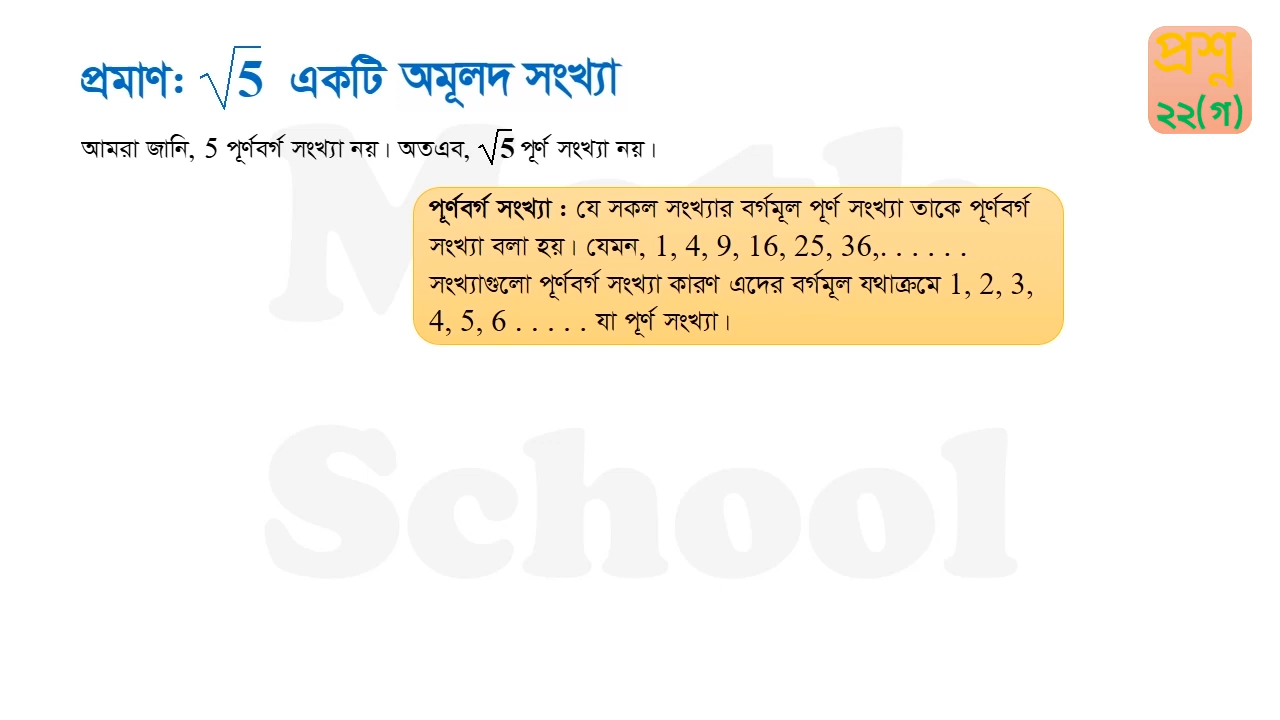 প্রমাণ: √5 একটি অমূলদ সংখ্যা
প্রশ্ন
২২(গ)
আমরা জানি, 5 পূর্ণবর্গ সংখ্যা নয়। অতএব, √5 পূর্ণ সংখ্যা নয়।
পূর্ণবর্গ সংখ্যা : যে সকল সংখ্যার বর্গমূল পূর্ণ সংখ্যা তাকে পূর্ণবর্গ
সংখ্যা বলা হয়। যেমন, 1, 4, 9, 16, 25, 36,. . . . . .
সংখ্যাগুলো পূর্ণবর্গ সংখ্যা কারণ এদের বর্গমূল যথাক্রমে 1, 2, 3,
4, 5, 6 . . . . . যা পূর্ণ সংখ্যা।
Math
School